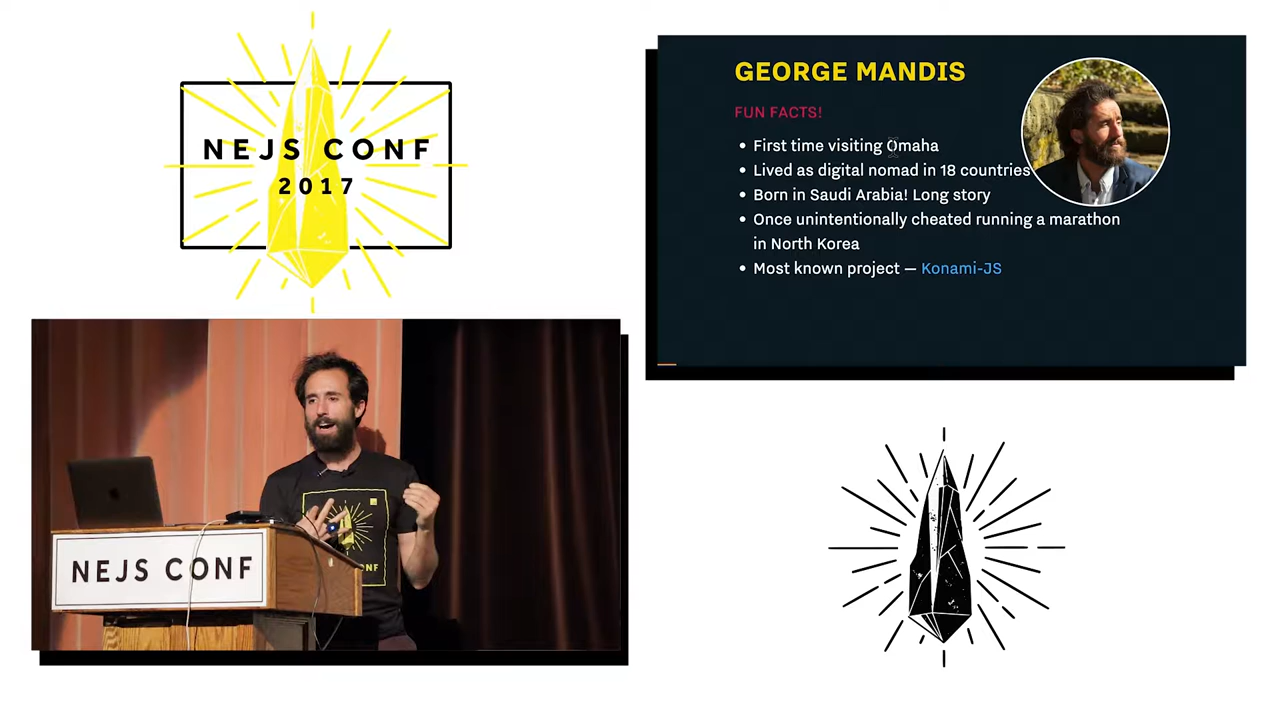 NEJS CONF
2017
GEORGE MANDIS
FUN FACTS!
• First time visiting Omaha
• Lived as digital nomad in 18 countries
• Born in Saudi Arabia! Long story
• Once unintentionally cheated running a marathon
in North Korea
• Most known project — Konami-JS
NEJS CONF